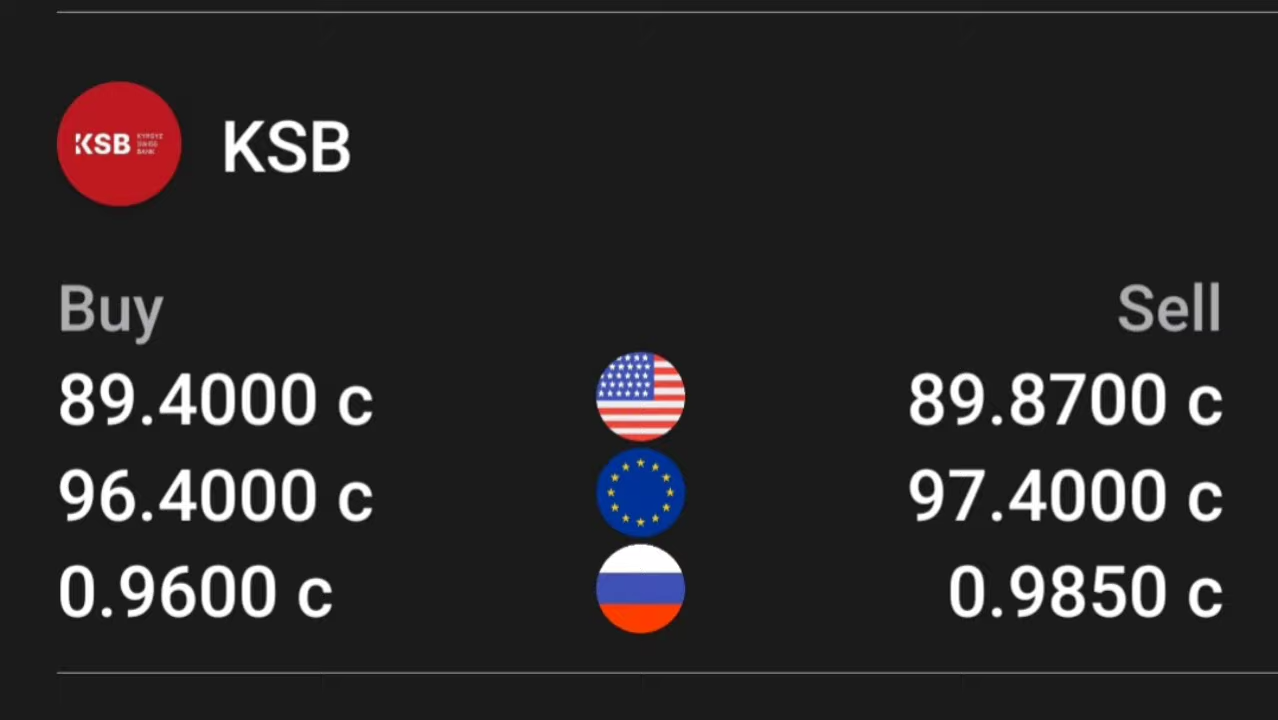 KSB KYRGYZ SWISS BANK
KSB
Buy Sell
89.4000 c 89.8700 c
96.4000 c 97.4000 c
0.9600 c 0.9850 c